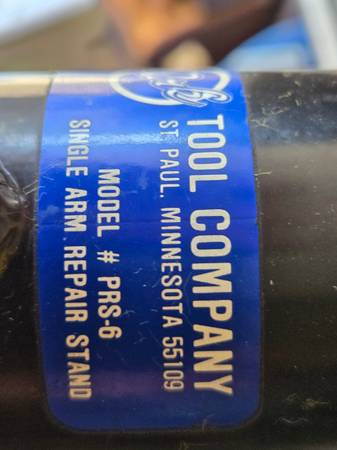 TOOL COMPANY
ST. PAUL, MINNESOTA 55109
MODEL # PRS-6
SINGLE ARM REPAIR STAND